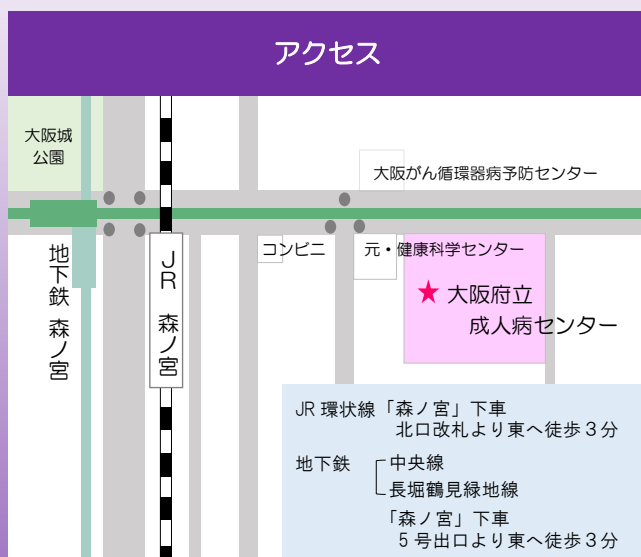 アクセス
大阪城
公園
大阪がん循環器病予防センター
地下鉄 森ノ宮
JR 森ノ宮
コンビニ
元・健康科学センター
★ 大阪府立
成人病センター
JR 環状線「森ノ宮」下車
北口改札より東へ徒歩３分
地下鉄 中央線
長堀鶴見緑地線
「森ノ宮」下車
５号出口より東へ徒歩３分